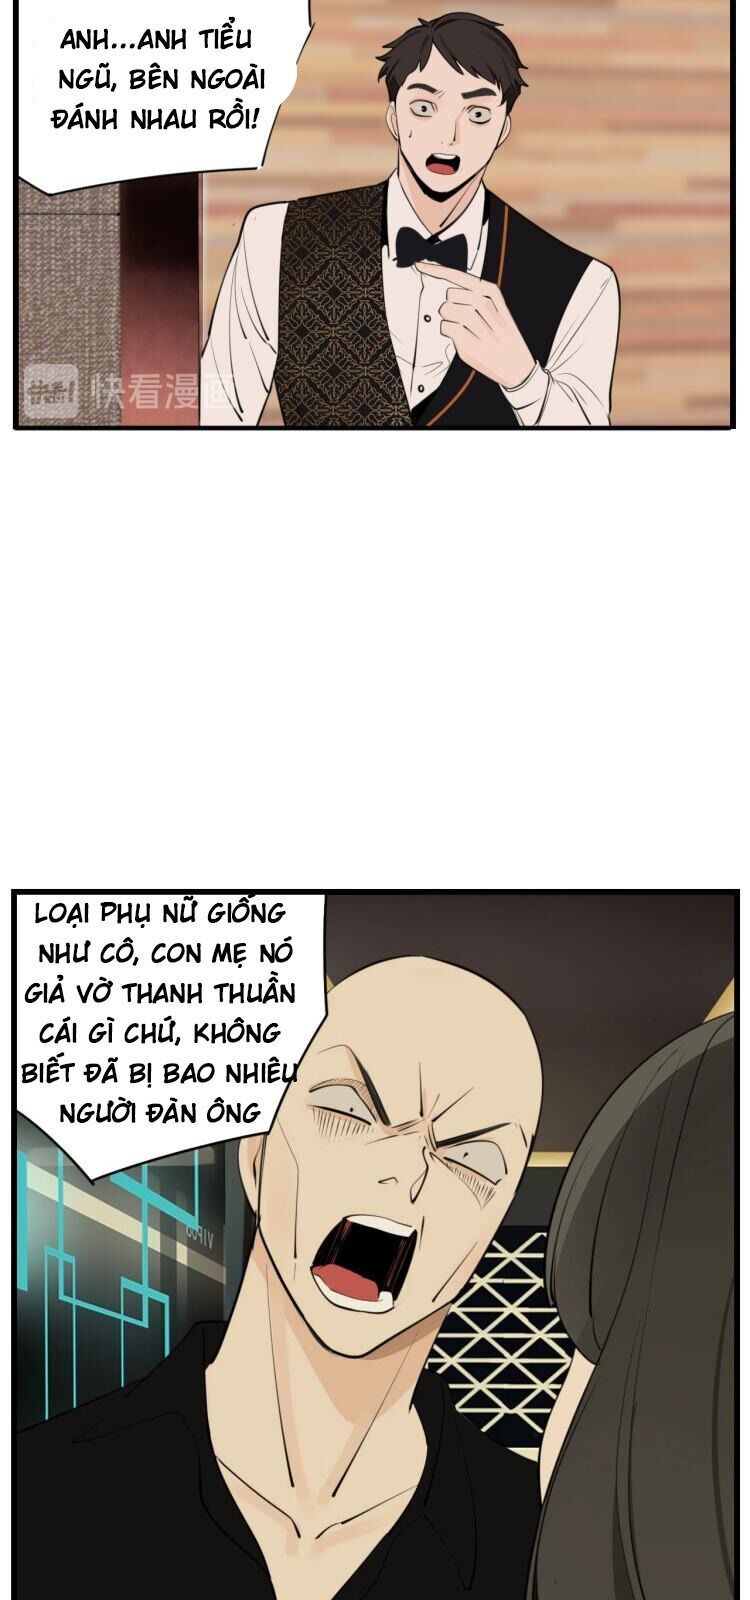 ANH...ANH TIỂU
NGŨ, BÊN NGOÀI
ĐÁNH NHAU RỒI!
快看漫画
LOẠI PHỤ NỮ GIỐNG
NHƯ CÔ, CON MẸ NÓ
GIẢ VỜ THANH THUẦN
CÁI GÌ CHỨ, KHÔNG
BIẾT ĐÃ BỊ BAO NHIÊU
NGƯỜI ĐÀN ÔNG